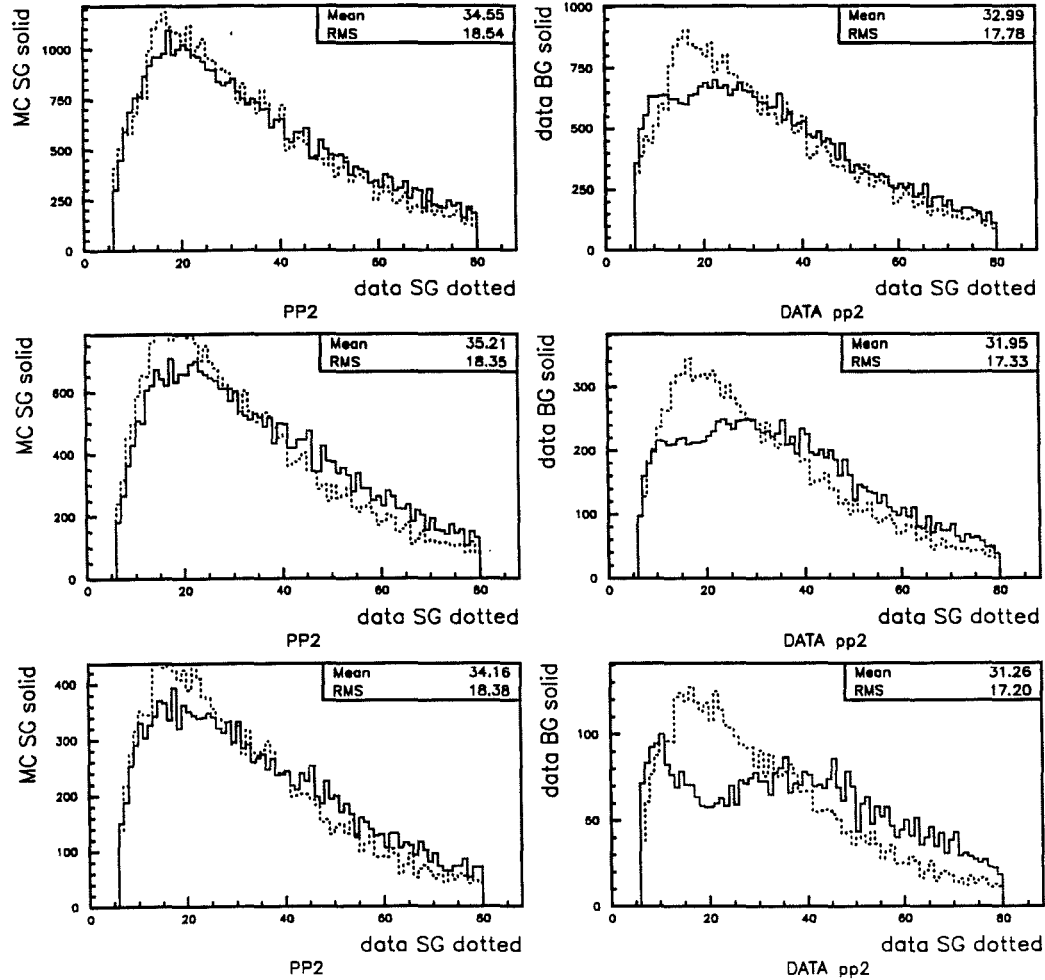 MC SG solid
1000
750
500
250
0
Mean 34.55
RMS 18.54
0 20 40 60 80
data SG dotted
PP2
data BG solid
1000
750
500
250
0
Mean 32.99
RMS 17.78
0 20 40 60 80
data SG dotted
DATA pp2
MC SG solid
600
400
200
0
Mean 35.21
RMS 18.35
0 20 40 60 80
data SG dotted
PP2
data BG solid
300
200
100
0
Mean 31.95
RMS 17.33
0 20 40 60 80
data SG dotted
DATA pp2
MC SG solid
400
300
200
100
0
Mean 34.16
RMS 18.38
0 20 40 60 80
data SG dotted
PP2
data BG solid
100
50
0
Mean 31.26
RMS 17.20
0 20 40 60 80
data SG dotted
DATA pp2